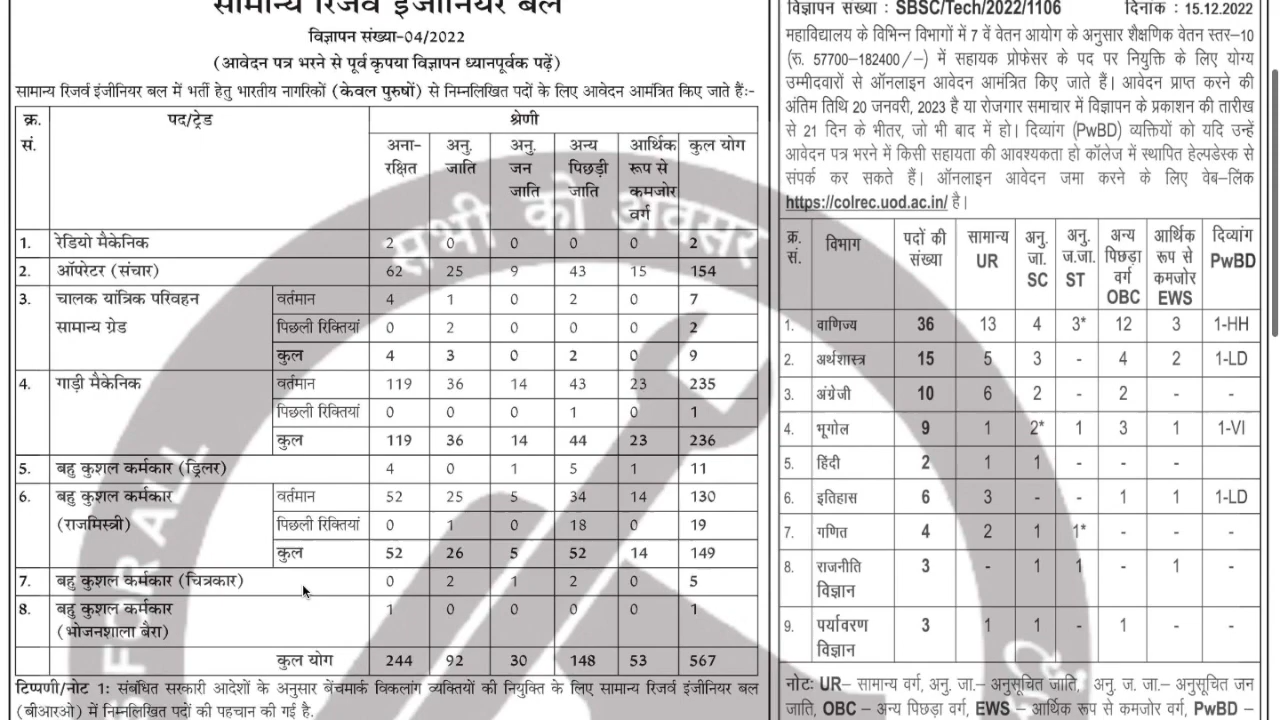 सामान्य रिजर्व इंजीनियर बल
विज्ञापन संख्या-04/2022
(आवेदन पत्र भरने से पूर्व कृपया विज्ञापन ध्यानपूर्वक पढ़ें)
सामान्य रिजर्व इंजीनियर बल में भर्ती हेतु भारतीय नागरिकों (केवल पुरुषों) से निम्नलिखित पदों के लिए आवेदन आमंत्रित किए जाते हैं:-
क्र. सं. पद/ट्रेड श्रेणी
अना-रक्षित अनु. जाति अनु. जन जाति अन्य पिछड़ी जाति आर्थिक रूप से कमजोर वर्ग कुल योग
1. रेडियो मैकेनिक 2 0 0 0 0 2
2. ऑपरेटर (संचार) 62 25 9 43 15 154
3. चालक यांत्रिक परिवहन सामान्य ग्रेड वर्तमान 4 1 0 2 0 7
पिछली रिक्तियां 0 2 0 0 0 2
कुल 4 3 0 2 0 9
4. गाड़ी मैकेनिक वर्तमान 119 36 14 43 23 235
पिछली रिक्तियां 0 0 0 1 0 1
कुल 119 36 14 44 23 236
5. बहु कुशल कर्मकार (ड्रिलर) 4 0 1 5 1 11
6. बहु कुशल कर्मकार (राजमिस्त्री) वर्तमान 52 25 5 34 14 130
पिछली रिक्तियां 0 1 0 18 0 19
कुल 52 26 5 52 14 149
7. बहु कुशल कर्मकार (चित्रकार) 0 2 1 2 0 5
8. बहु कुशल कर्मकार (भोजनशाला बैरा) 1 0 0 0 0 1
कुल योग 244 92 30 148 53 567
टिप्पणी/नोट 1: संबंधित सरकारी आदेशों के अनुसार बेंचमार्क विकलांग व्यक्तियों की नियुक्ति के लिए सामान्य रिजर्व इंजीनियर बल
(बीआरओ) में निम्नलिखित पदों की पहचान की गई है.
सभी को अवसर
FOR ALL
विज्ञापन संख्या : SBSC/Tech/2022/1106 दिनांक : 15.12.2022
महाविद्यालय के विभिन्न विभागों में 7 वें वेतन आयोग के अनुसार शैक्षणिक वेतन स्तर–10
(रू. 57700-182400/–) में सहायक प्रोफेसर के पद पर नियुक्ति के लिए योग्य
उम्मीदवारों से ऑनलाइन आवेदन आमंत्रित किए जाते हैं। आवेदन प्राप्त करने की
अंतिम तिथि 20 जनवरी, 2023 है या रोजगार समाचार में विज्ञापन के प्रकाशन की तारीख
से 21 दिन के भीतर, जो भी बाद में हो। दिव्यांग (PwBD) व्यक्तियों को यदि उन्हें
आवेदन पत्र भरने में किसी सहायता की आवश्यकता हो कॉलेज में स्थापित हेल्पडेस्क से
संपर्क कर सकते हैं। ऑनलाइन आवेदन जमा करने के लिए वेब–लिंक
https://colrec.uod.ac.in/ है।
क्र. सं. विभाग पदों की संख्या सामान्य UR अनु. जा. SC अनु. ज.जा. ST अन्य पिछड़ा वर्ग OBC आर्थिक रूप से कमजोर EWS दिव्यांग PwBD
1. वाणिज्य 36 13 4 3* 12 3 1-HH
2. अर्थशास्त्र 15 5 3 - 4 2 1-LD
3. अंग्रेजी 10 6 2 - 2 - -
4. भूगोल 9 1 2* 1 3 1 1-VI
5. हिंदी 2 1 1 - - -
6. इतिहास 6 3 - - 1 1 1-LD
7. गणित 4 2 1 1* - - -
8. राजनीति विज्ञान 3 - 1 1 - 1 -
9. पर्यावरण विज्ञान 3 1 1 - 1 - -
नोट: UR– सामान्य वर्ग, अनु. जा.– अनुसूचित जाति, अनु. ज. जा.– अनुसूचित जन
जाति, OBC – अन्य पिछड़ा वर्ग, EWS – आर्थिक रूप से कमजोर वर्ग, PwBD –